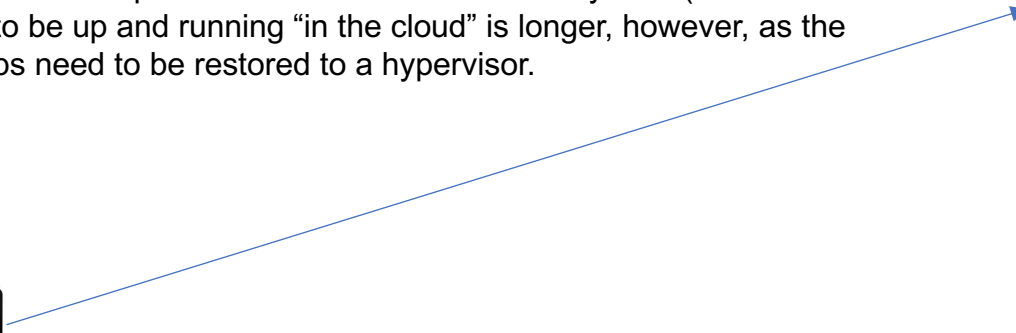 to be up and running “in the cloud” is longer, however, as the
need to be restored to a hypervisor.